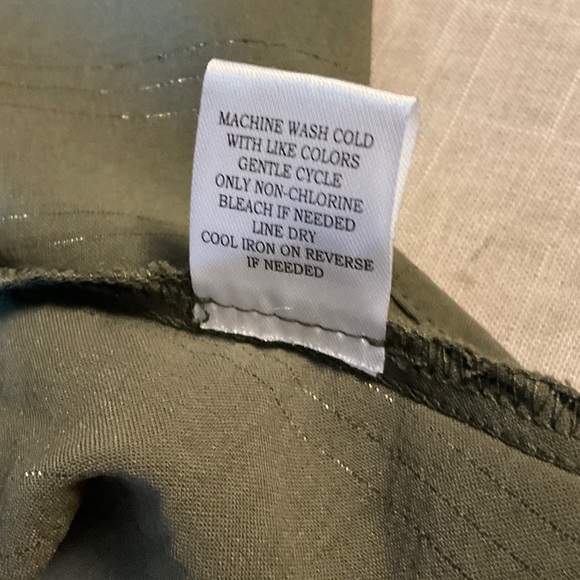 MACHINE WASH COLD
WITH LIKE COLORS
GENTLE CYCLE
ONLY NON-CHLORINE
BLEACH IF NEEDED
LINE DRY
COOL IRON ON REVERSE
IF NEEDED